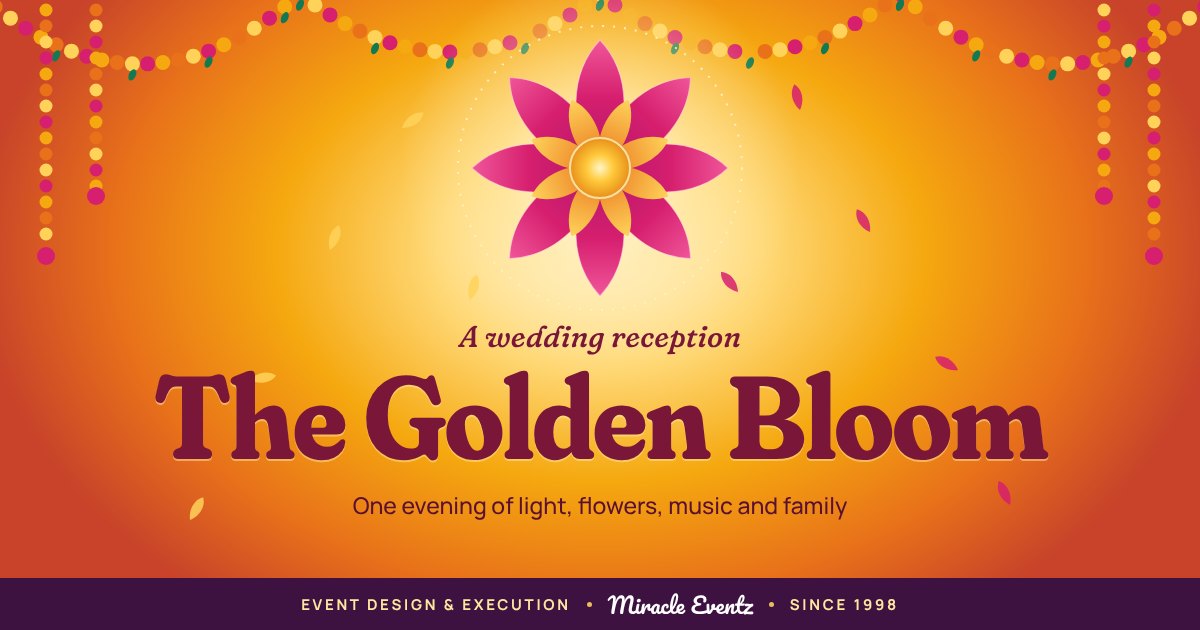 A wedding reception
The Golden Bloom
One evening of light, flowers, music and family
EVENT DESIGN & EXECUTION • Miracle Eventz • SINCE 1998